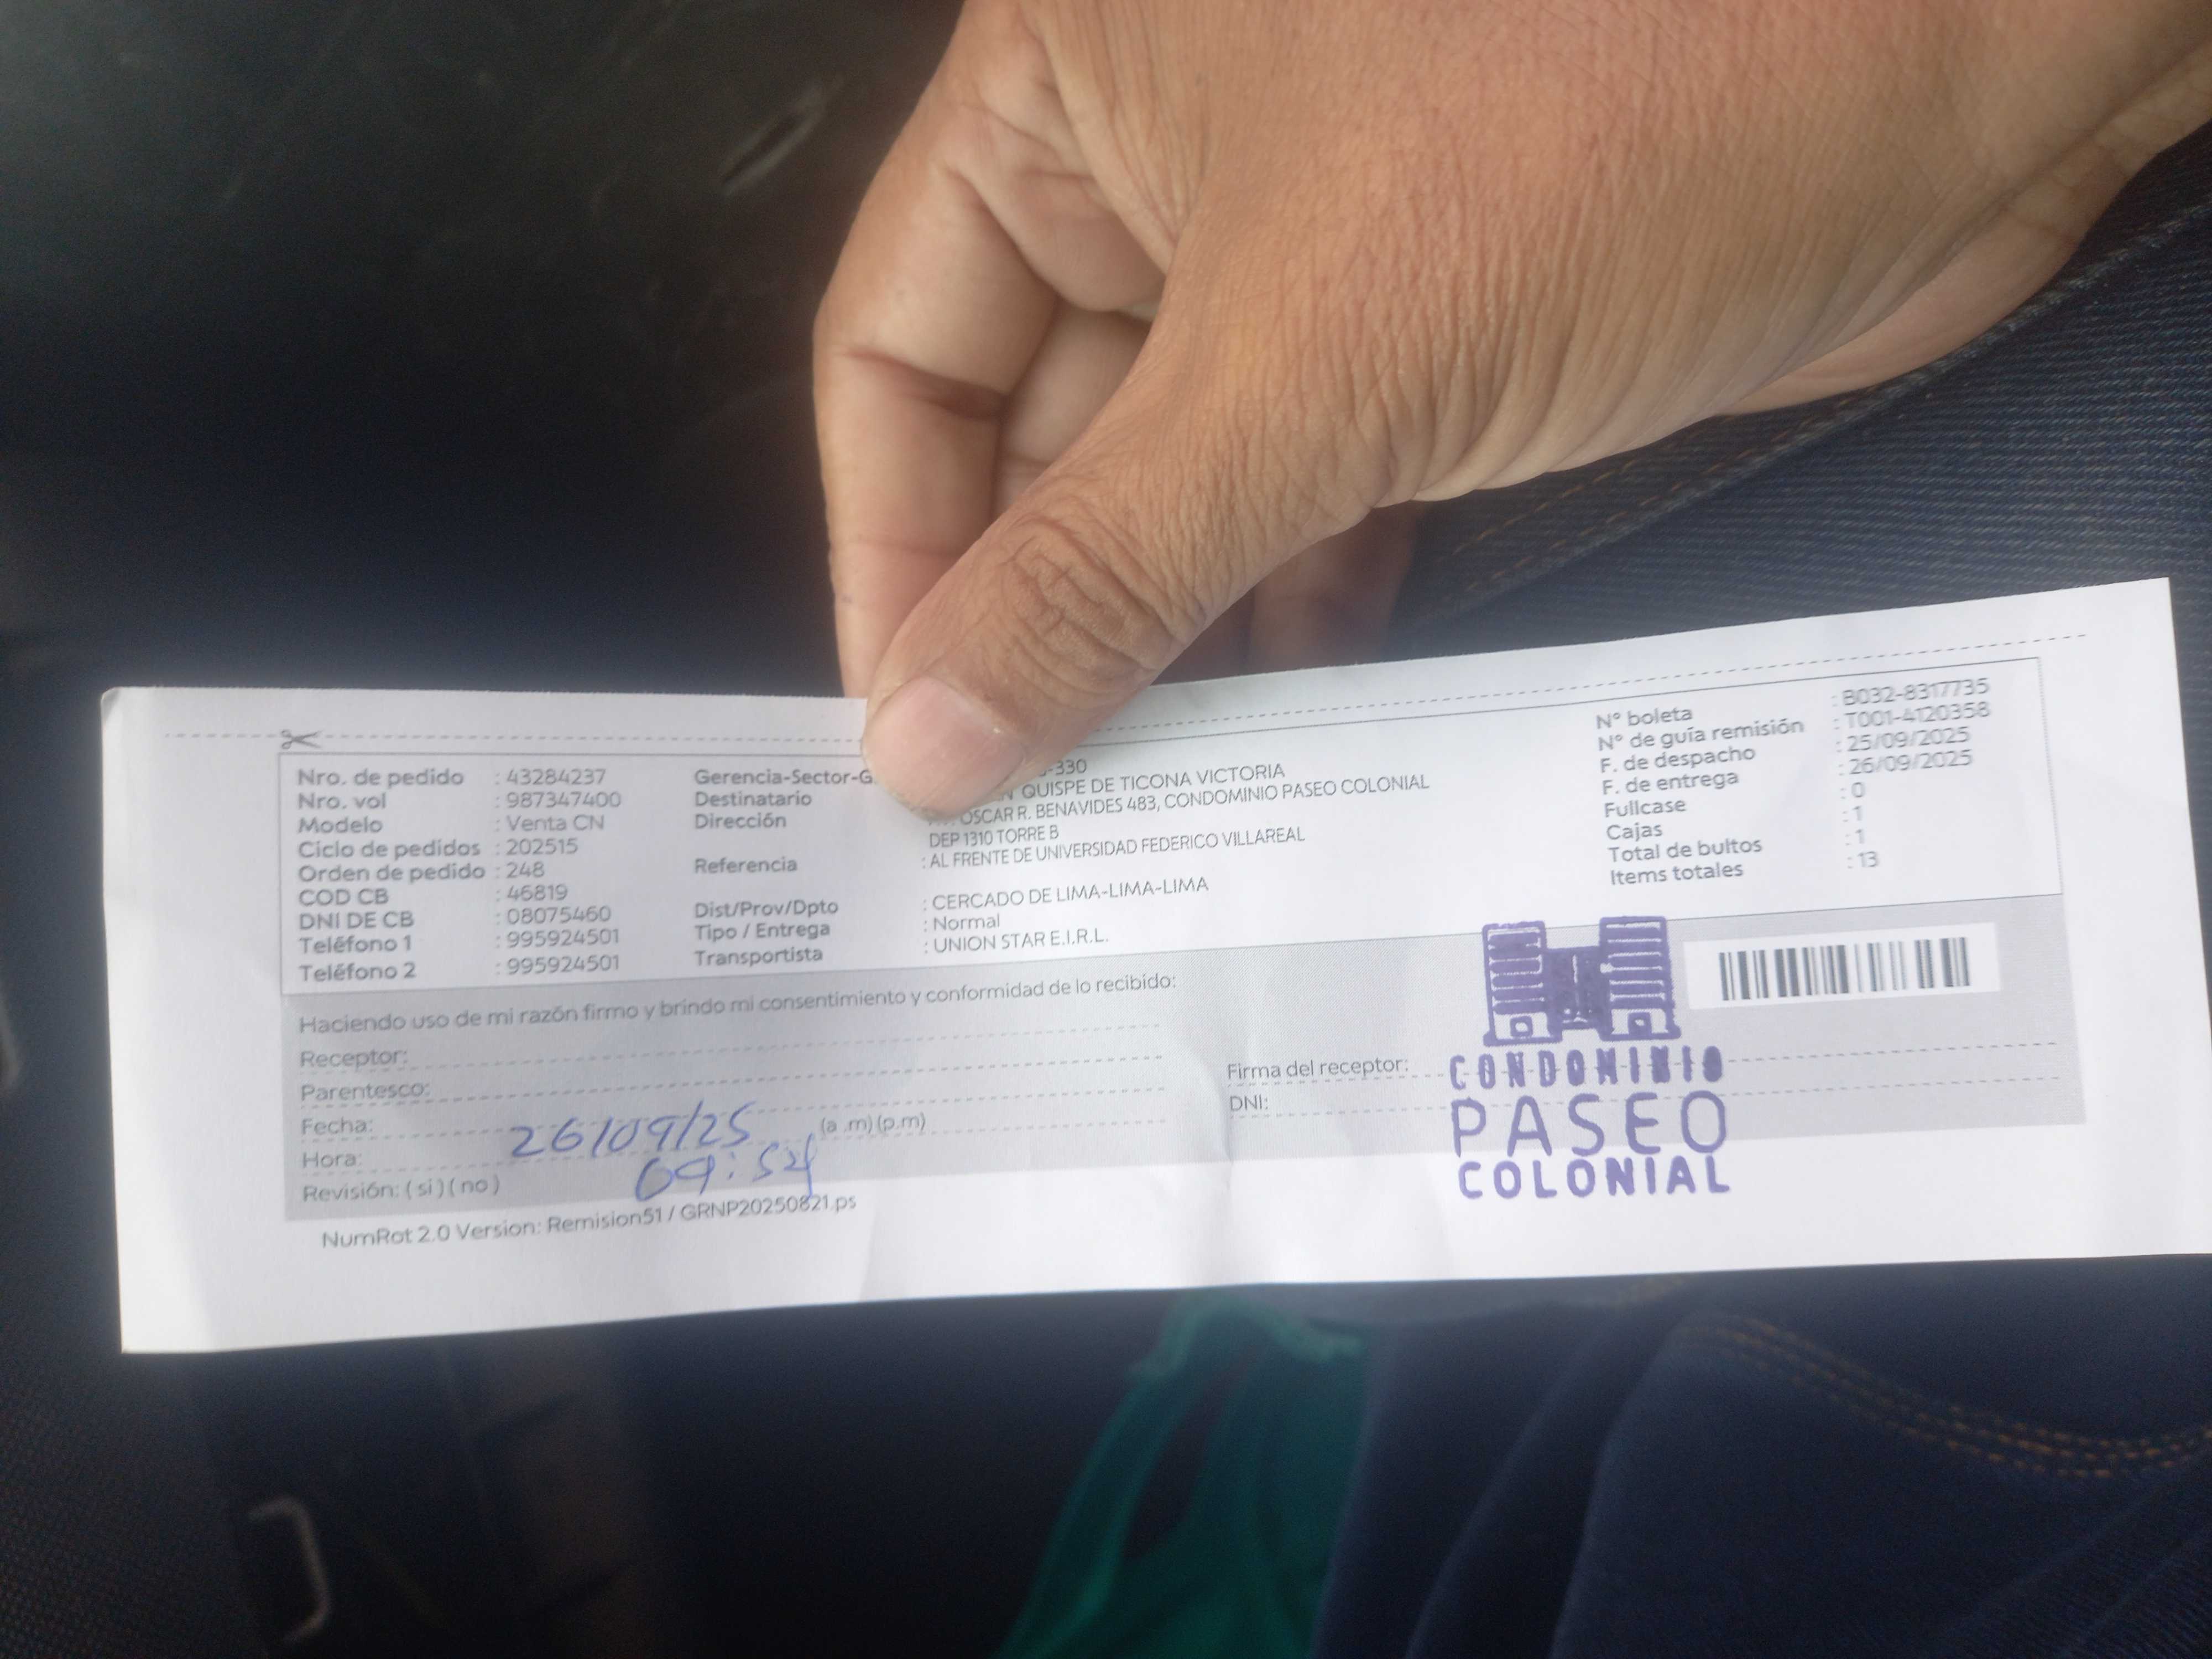 Nro. de pedido : 43284237
Nro. vol : 987347400
Modelo : Venta CN
Ciclo de pedidos : 202515
Orden de pedido : 248
COD CB : 46819
DNI DE CB : 08075460
Teléfono 1 : 995924501
Teléfono 2 : 995924501
Gerencia-Sector-G -330
Destinatario QUISPE DE TICONA VICTORIA
Dirección OSCAR R. BENAVIDES 483, CONDOMINIO PASEO COLONIAL
DEP 1310 TORRE B
Referencia : AL FRENTE DE UNIVERSIDAD FEDERICO VILLAREAL
Dist/Prov/Dpto : CERCADO DE LIMA-LIMA-LIMA
Tipo / Entrega : Normal
Transportista : UNION STAR E.I.R.L.
N° boleta : B032-8317735
N° de guía remisión : T001-4120358
F. de despacho : 25/09/2025
F. de entrega : 26/09/2025
Fullcase : 0
Cajas : 1
Total de bultos : 1
Items totales : 13
Haciendo uso de mi razón firmo y brindo mi consentimiento y conformidad de lo recibido:
Receptor:
Parentesco:
Fecha: 26/09/25
Hora: 09:54 (a .m) (p.m)
Revisión: ( si ) ( no )
Firma del receptor:
DNI:
CONDOMINIO
PASEO
COLONIAL
NumRot 2.0 Version: Remision51 / GRNP20250821.ps